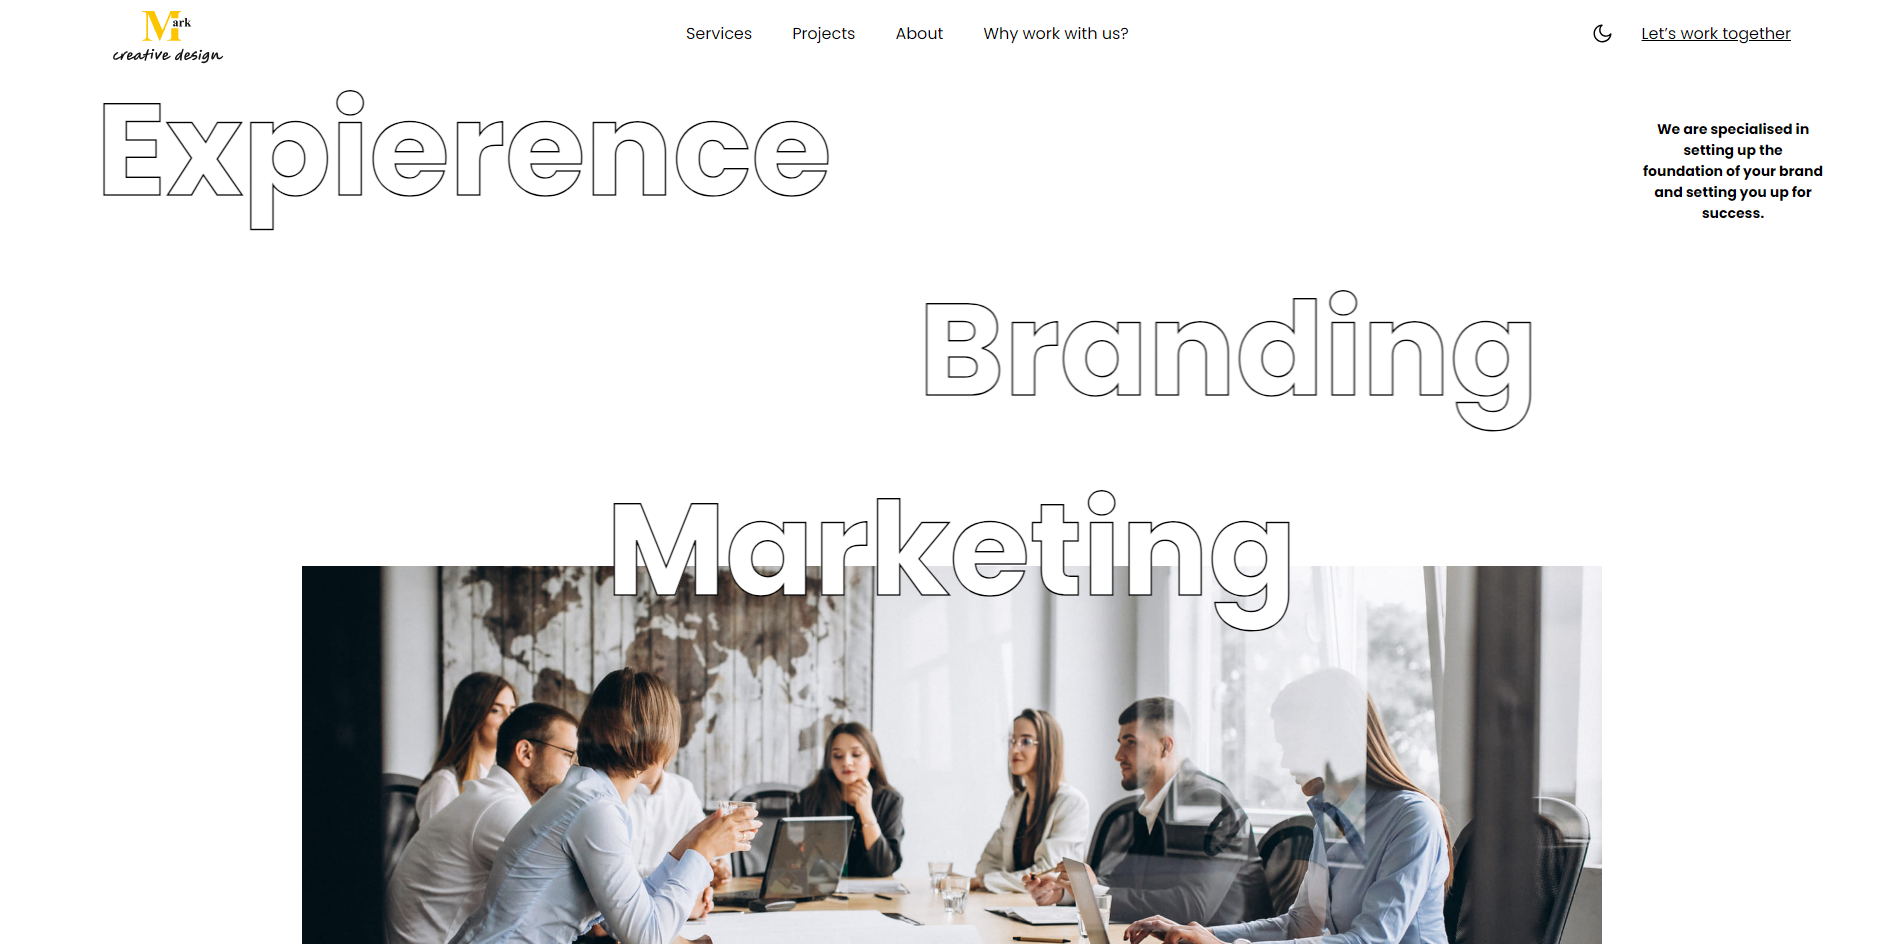 Mark
creative design
Services
Projects
About
Why work with us?
Let's work together
Expierence
We are specialised in
setting up the
foundation of your brand
and setting you up for
success.
Branding
Marketing